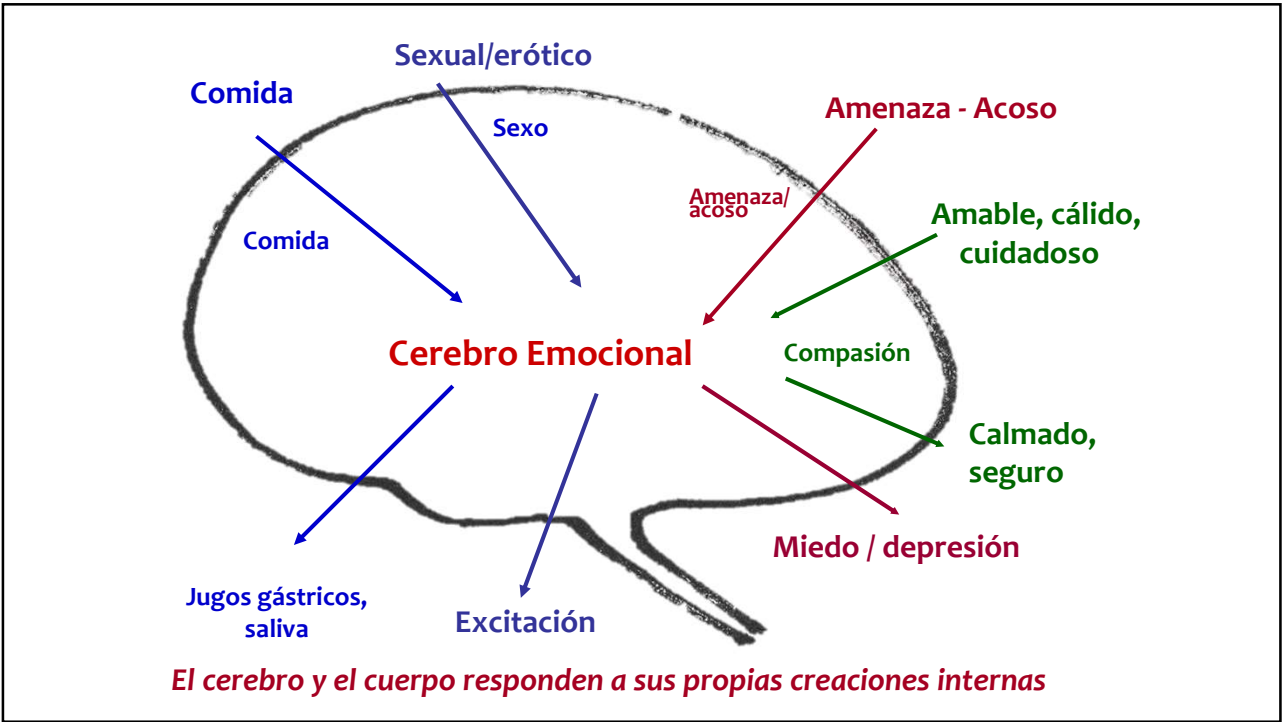 Sexual/erótico
Comida
Amenaza - Acoso
Sexo
Amenaza/
acoso
Amable, cálido,
cuidadoso
Comida
Cerebro Emocional
Compasión
Calmado,
seguro
Miedo / depresión
Jugos gástricos,
saliva
Excitación
El cerebro y el cuerpo responden a sus propias creaciones internas